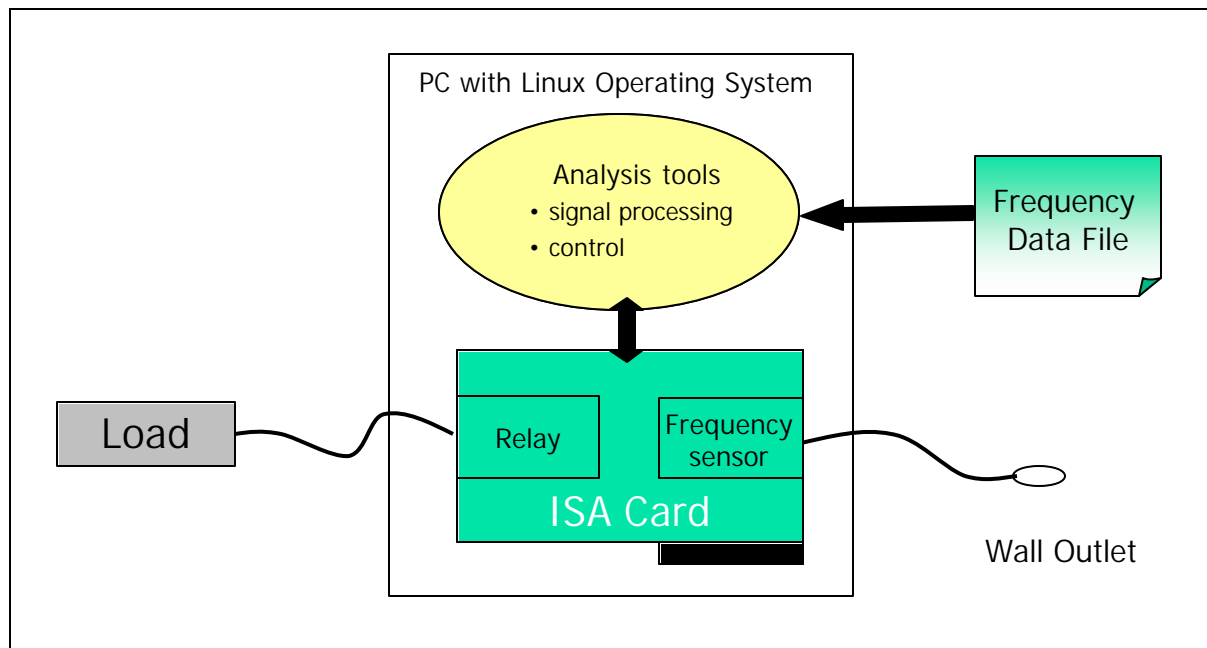 PC with Linux Operating System
Analysis tools
• signal processing
• control
Frequency
Data File
Load
Relay
Frequency
sensor
ISA Card
Wall Outlet